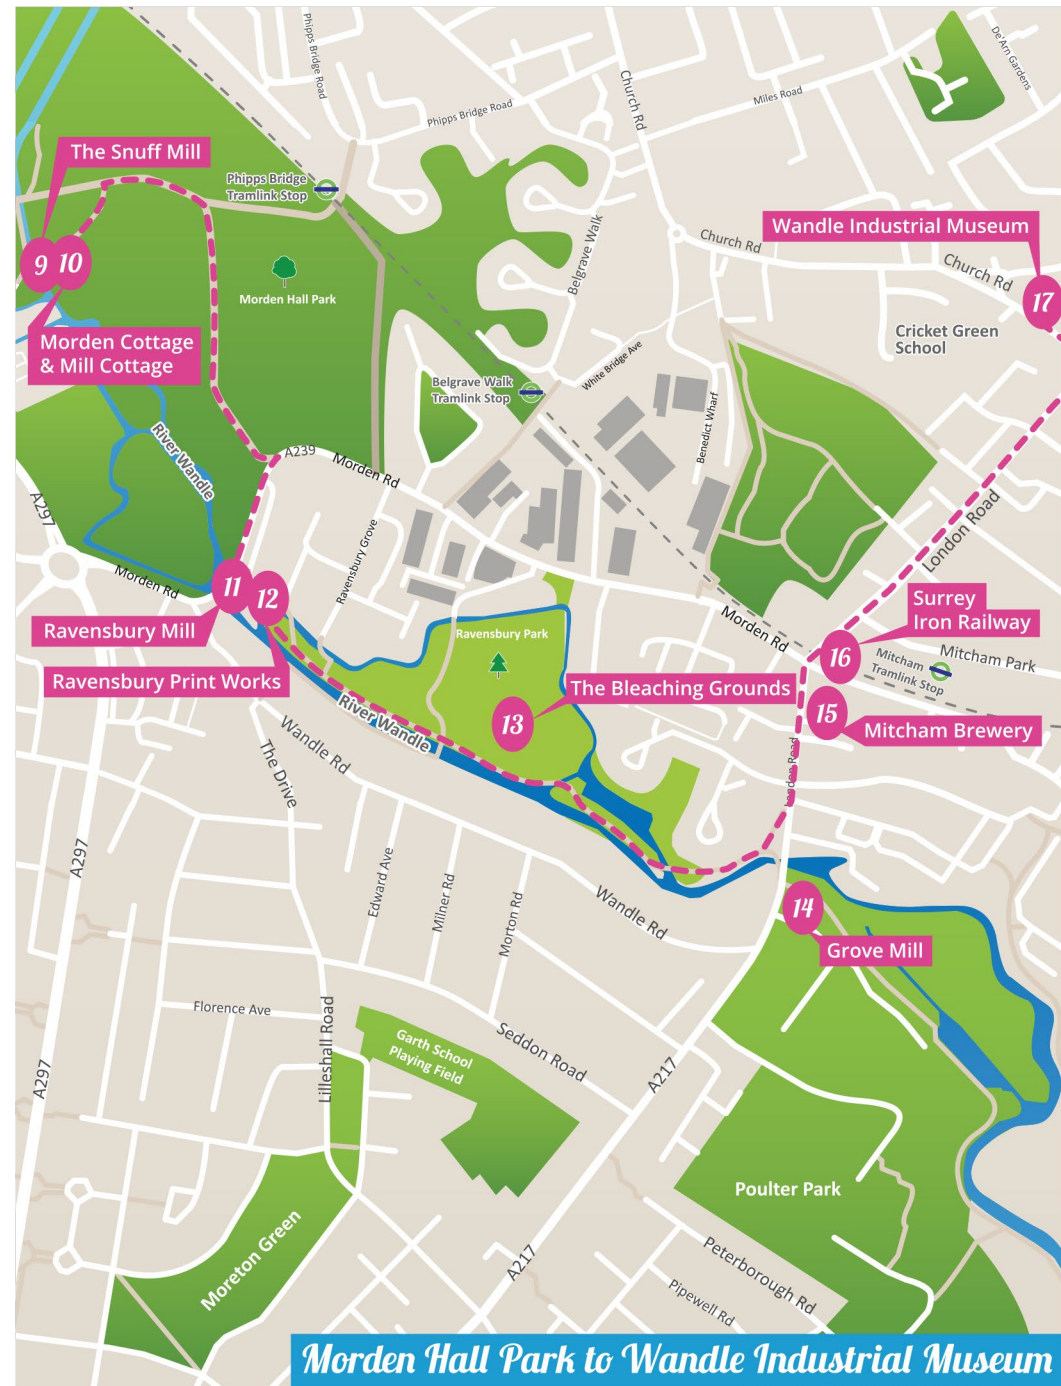 Phipps Bridge Road
Church Rd
De'Arn Gardens
Miles Road
Phipps Bridge Road
The Snuff Mill
Phipps Bridge
Tramlink Stop
Wandle Industrial Museum
Belgrave Walk
Church Rd
Church Rd
9
10
17
Morden Hall Park
Morden Cottage
& Mill Cottage
Cricket Green
School
White Bridge Ave
Belgrave Walk
Tramlink Stop
Benedict Wharf
River Wandle
A239
Morden Rd
A297
London Road
Ravensbury Grove
Morden Rd
11
12
Surrey
Iron Railway
Ravensbury Mill
Ravensbury Park
Morden Rd
16
Mitcham
Tramlink Stop
Mitcham Park
Ravensbury Print Works
The Bleaching Grounds
13
15
Mitcham Brewery
River Wandle
Wandle Rd
The Drive
London Road
A297
Edward Ave
Milner Rd
Morton Rd
Wandle Rd
14
Grove Mill
Florence Ave
Lilleshall Road
Garth School
Playing Field
Seddon Road
A297
A217
Poulter Park
Moreton Green
A217
Peterborough Rd
Pipewell Rd
Morden Hall Park to Wandle Industrial Museum